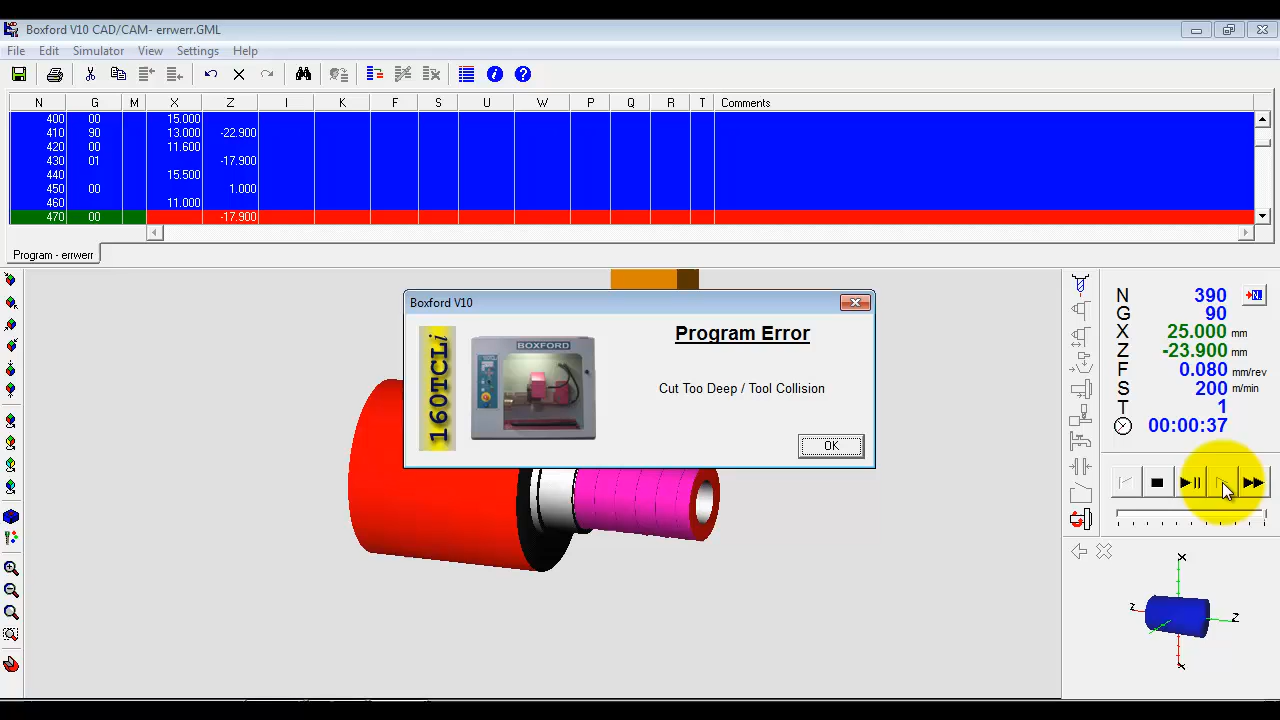 Boxford V10 CAD/CAM- errwerr.GML
File Edit Simulator View Settings Help
N G M X Z I K F S U W P Q R T Comments
400 00 15.000
410 90 13.000 -22.900
420 00 11.600
430 01 -17.900
440 15.500
450 00 1.000
460 11.000
470 00 -17.900
Program - errwerr
Boxford V10
Program Error
160TCLi
BOXFORD
Cut Too Deep / Tool Collision
OK
N 390
N
G 90
X 25.000 mm
Z -23.900 mm
F 0.080 mm/rev
S 200 m/min
T 1
00:00:37
X
Z
Z
X